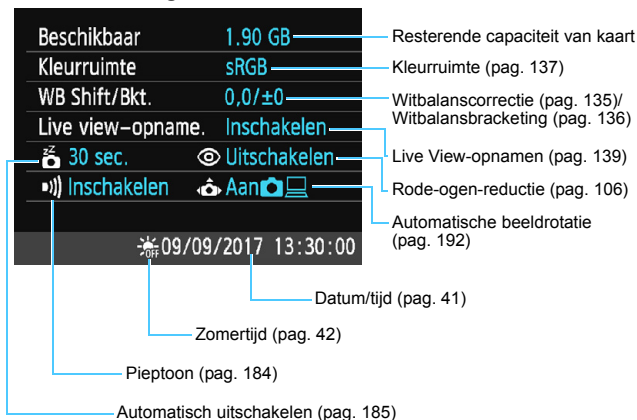 Beschikbaar 1.90 GB Resterende capaciteit van kaart
Kleurruimte sRGB Kleurruimte (pag. 137)
WB Shift/Bkt. 0,0/±0 Witbalanscorrectie (pag. 135)/
Witbalansbracketing (pag. 136)
Live view-opname. Inschakelen Live View-opnamen (pag. 139)
30 sec. Uitschakelen Rode-ogen-reductie (pag. 106)
Inschakelen Aan Automatische beeldrotatie
(pag. 192)
OFF 09/09/2017 13:30:00
Datum/tijd (pag. 41)
Zomertijd (pag. 42)
Pieptoon (pag. 184)
Automatisch uitschakelen (pag. 185)